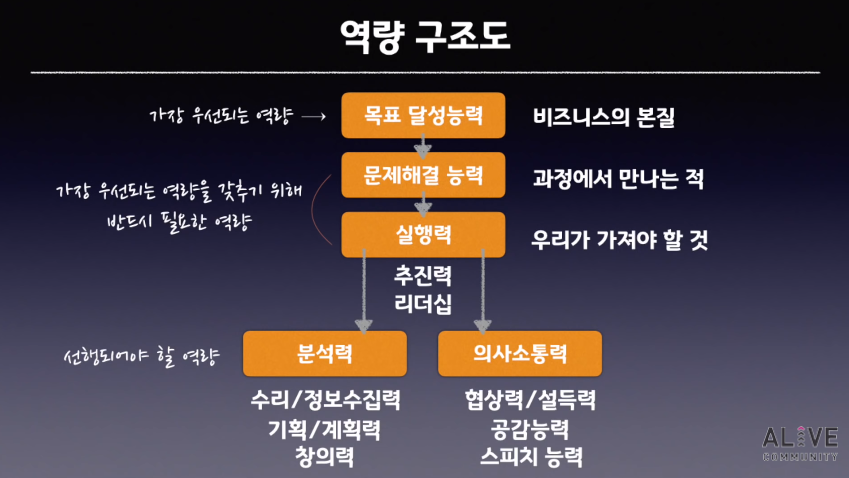 역량 구조도
가장 우선되는 역량 → 목표 달성능력 비즈니스의 본질
문제해결 능력 과정에서 만나는 적
가장 우선되는 역량을 갖추기 위해
반드시 필요한 역량
실행력 우리가 가져야 할 것
추진력
리더십
선행되어야 할 역량 분석력 의사소통력
수리/정보수집력 협상력/설득력
기획/계획력 공감능력
창의력 스피치 능력
ALIVE
COMMUNITY